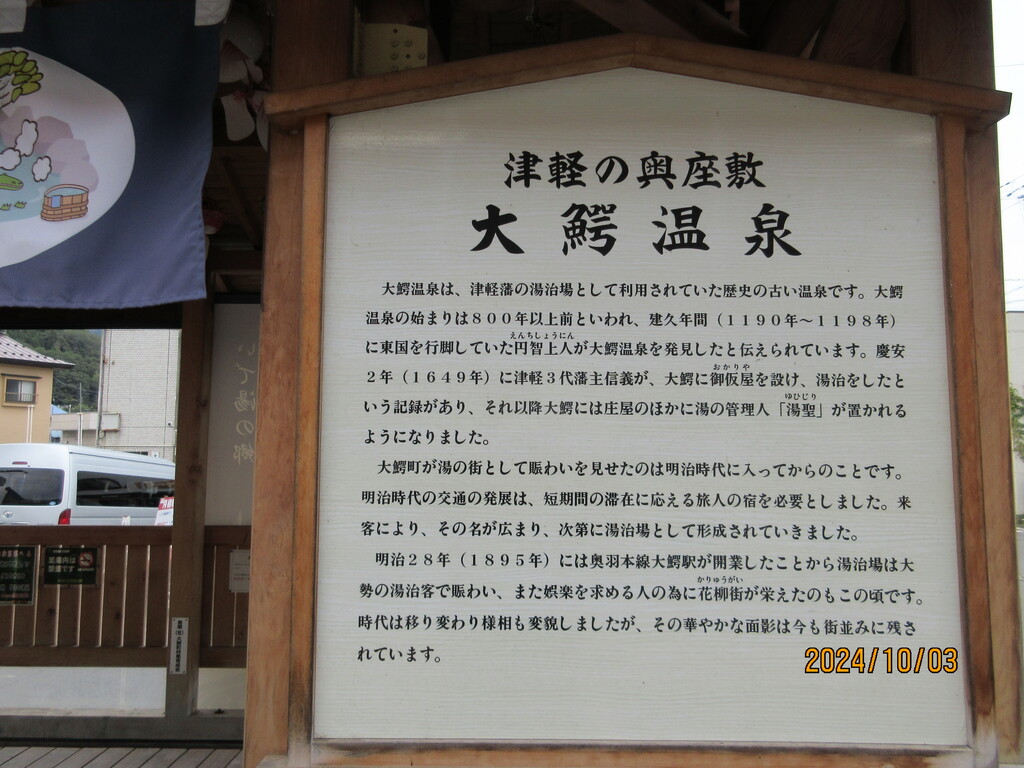 津軽の奥座敷
大鰐温泉
大鰐温泉は、津軽藩の湯治場として利用されていた歴史の古い温泉です。大鰐
温泉の始まりは８００年以上前といわれ、建久年間（１１９０年～１１９８年）
えんちしょうにん
に東国を行脚していた円智上人が大鰐温泉を発見したと伝えられています。慶安
おかりや
２年（１６４９年）に津軽３代藩主信義が、大鰐に御仮屋を設け、湯治をしたと
ゆひじり
いう記録があり、それ以降大鰐には庄屋のほかに湯の管理人「湯聖」が置かれる
ようになりました。
大鰐町が湯の街として賑わいを見せたのは明治時代に入ってからのことです。
明治時代の交通の発展は、短期間の滞在に応える旅人の宿を必要としました。来
客により、その名が広まり、次第に湯治場として形成されていきました。
明治２８年（１８９５年）には奥羽本線大鰐駅が開業したことから湯治場は大
かりゅうがい
勢の湯治客で賑わい、また娯楽を求める人の為に花柳街が栄えたのもこの頃です。
時代は移り変わり様相も変貌しましたが、その華やかな面影は今も街並みに残さ
れています。
2024/10/03